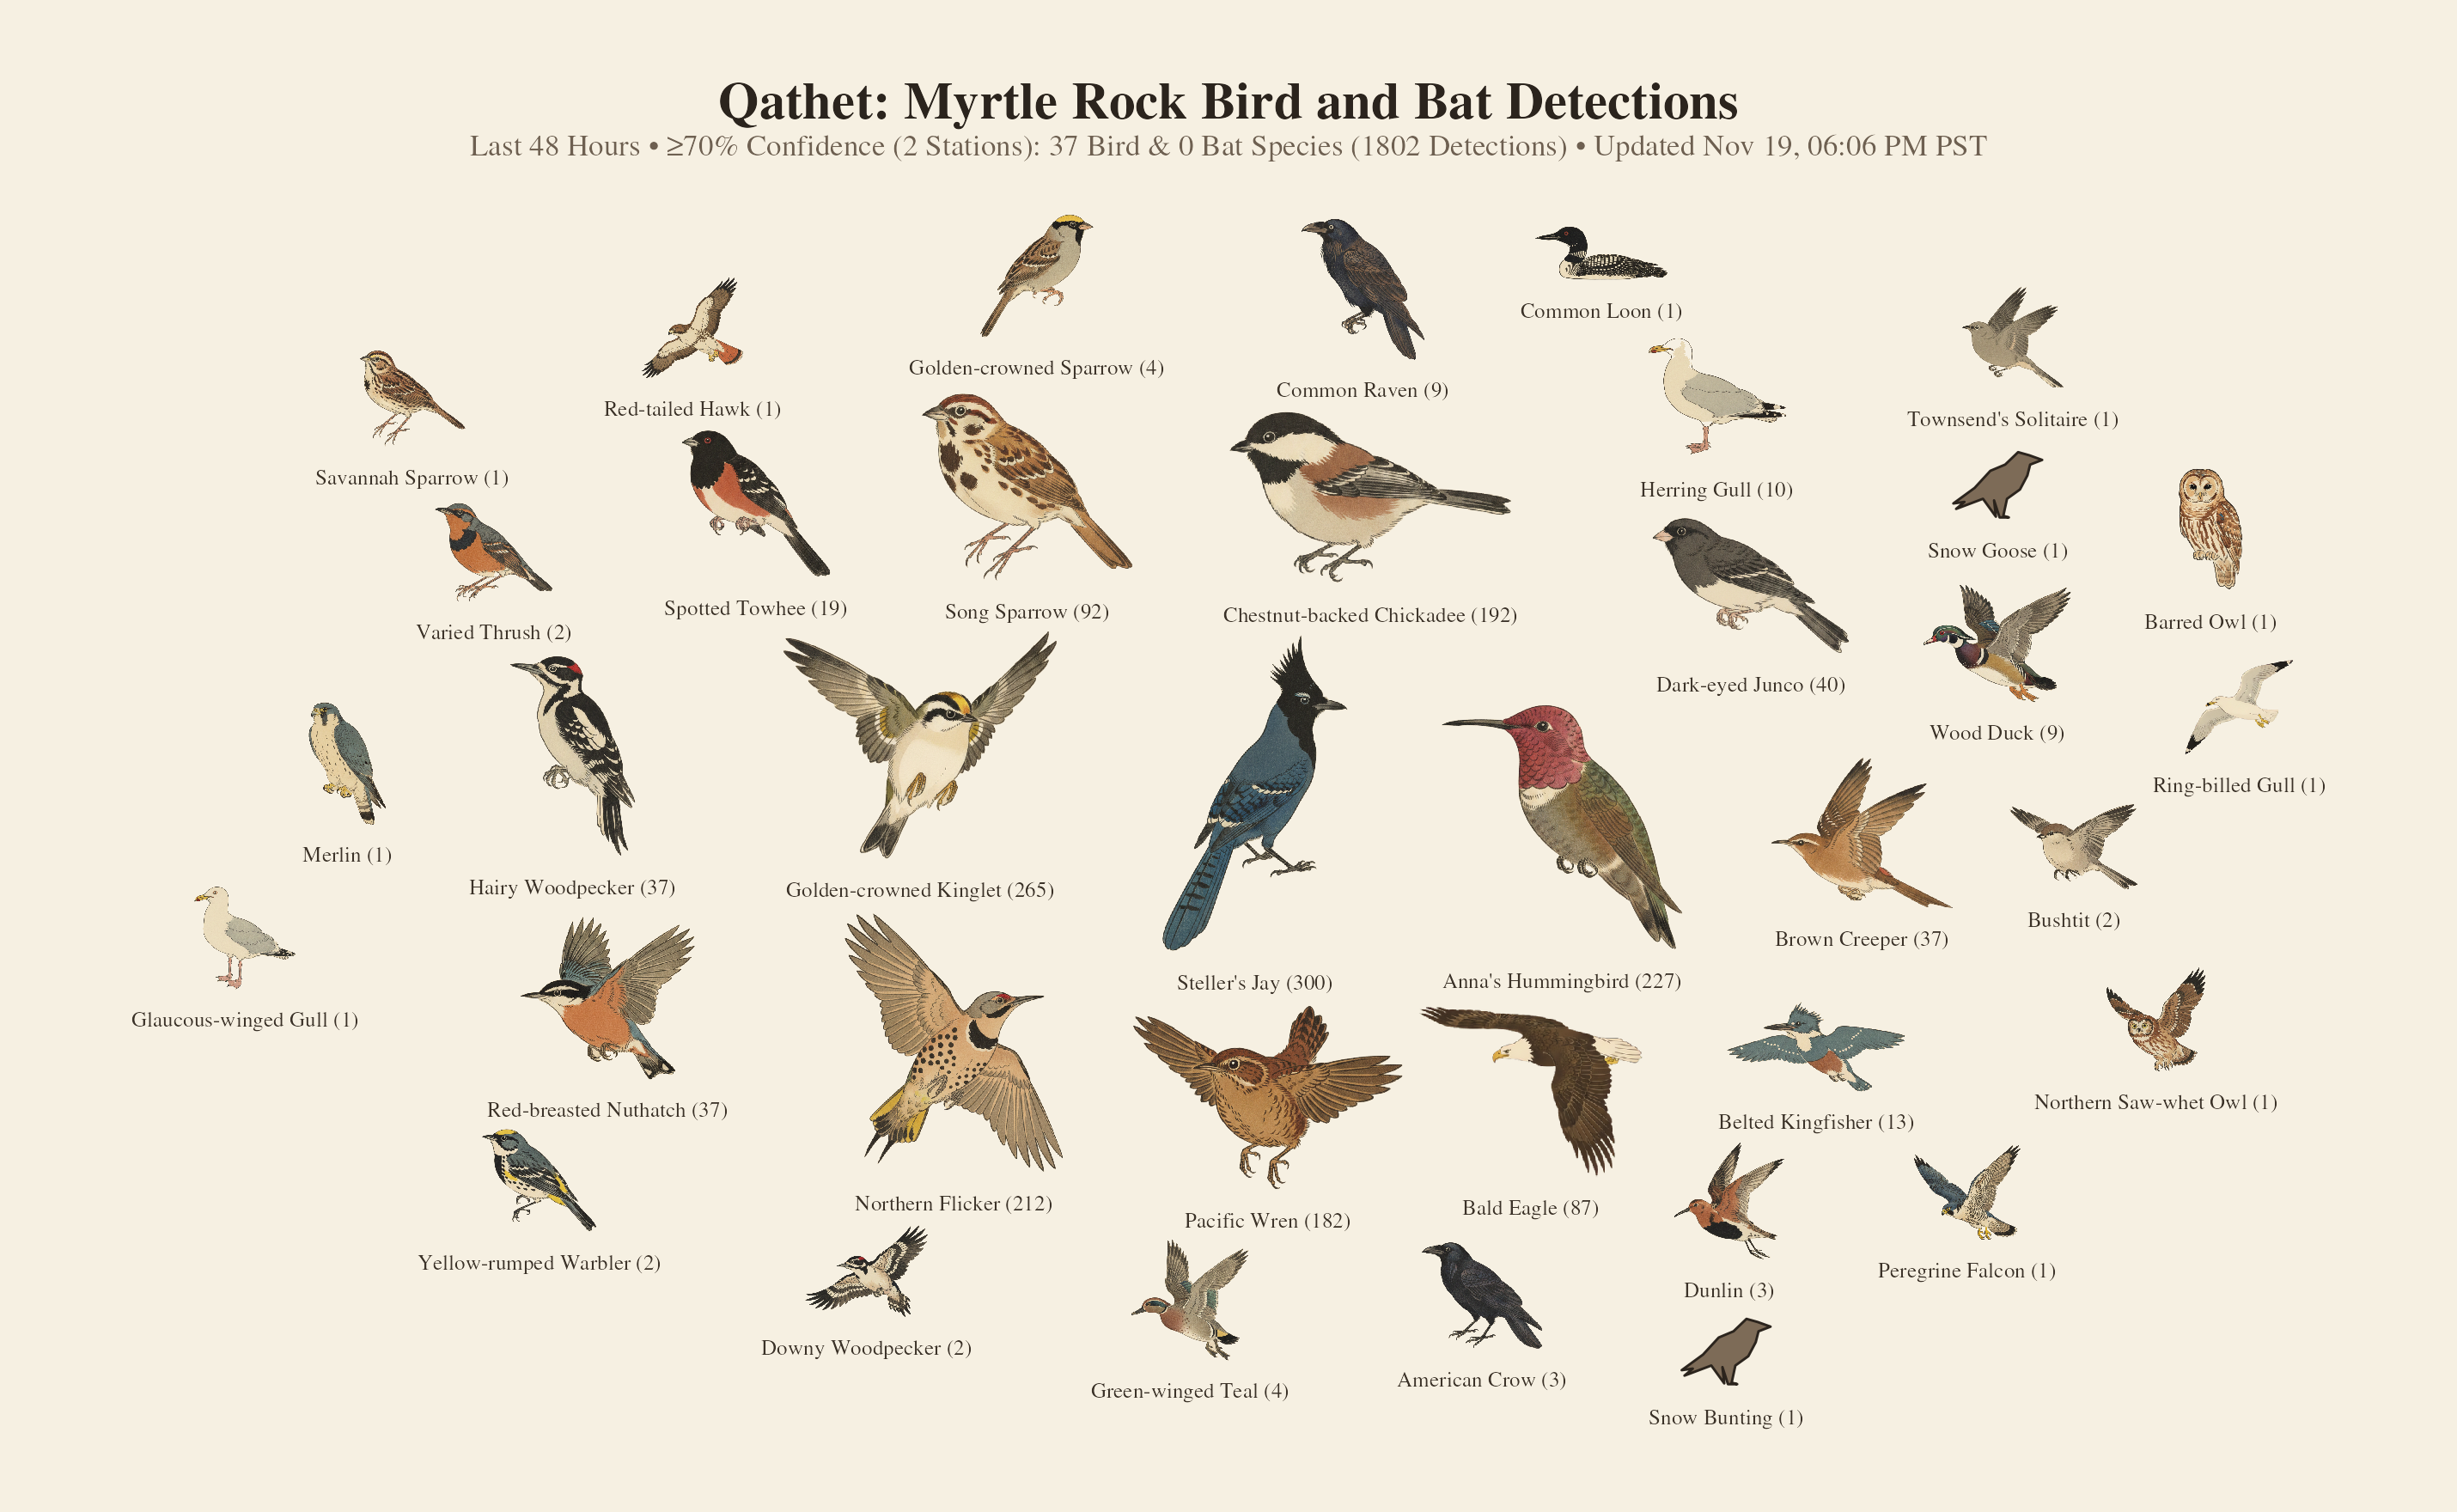 Qathet: Myrtle Rock Bird and Bat Detections
Last 48 Hours • ≥70% Confidence (2 Stations): 37 Bird & 0 Bat Species (1802 Detections) • Updated Nov 19, 06:06 PM PST
Common Loon (1)
Golden-crowned Sparrow (4)
Common Raven (9)
Red-tailed Hawk (1)
Townsend's Solitaire (1)
Savannah Sparrow (1)
Herring Gull (10)
Snow Goose (1)
Spotted Towhee (19)
Song Sparrow (92)
Chestnut-backed Chickadee (192)
Barred Owl (1)
Varied Thrush (2)
Dark-eyed Junco (40)
Wood Duck (9)
Ring-billed Gull (1)
Merlin (1)
Hairy Woodpecker (37)
Golden-crowned Kinglet (265)
Bushtit (2)
Brown Creeper (37)
Steller's Jay (300)
Anna's Hummingbird (227)
Glaucous-winged Gull (1)
Northern Saw-whet Owl (1)
Red-breasted Nuthatch (37)
Belted Kingfisher (13)
Northern Flicker (212)
Bald Eagle (87)
Pacific Wren (182)
Yellow-rumped Warbler (2)
Peregrine Falcon (1)
Dunlin (3)
Downy Woodpecker (2)
American Crow (3)
Green-winged Teal (4)
Snow Bunting (1)